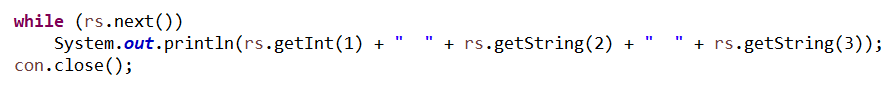 while (rs.next())
    System.out.println(rs.getInt(1) + "  " + rs.getString(2) + "  " + rs.getString(3));
con.close();